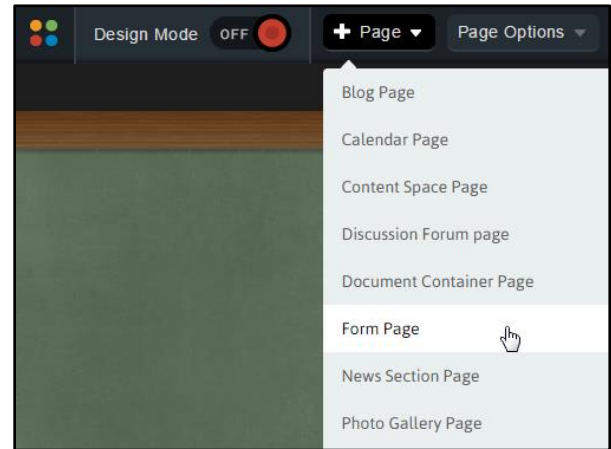 Design Mode OFF + Page Page Options
Blog Page
Calendar Page
Content Space Page
Discussion Forum page
Document Container Page
Form Page
News Section Page
Photo Gallery Page